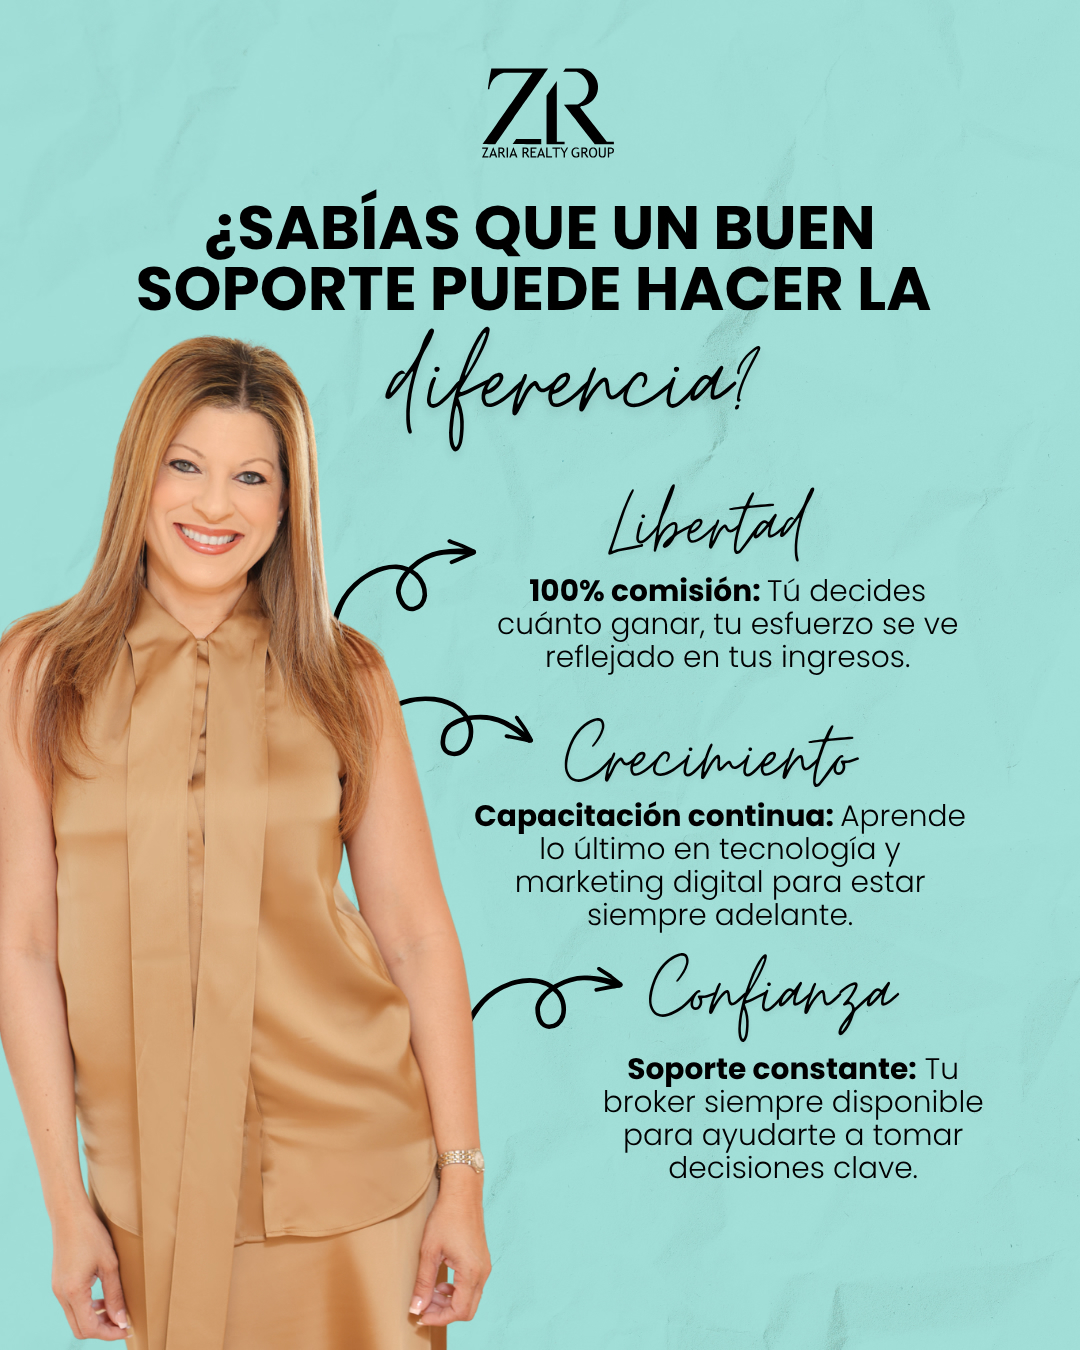 ZR
ZARIA REALTY GROUP
¿SABÍAS QUE UN BUEN
SOPORTE PUEDE HACER LA
diferencia?
Libertad
100% comisión: Tú decides
cuánto ganar, tu esfuerzo se ve
reflejado en tus ingresos.
Crecimiento
Capacitación continua: Aprende
lo último en tecnología y
marketing digital para estar
siempre adelante.
Confianza
Soporte constante: Tu
broker siempre disponible
para ayudarte a tomar
decisiones clave.